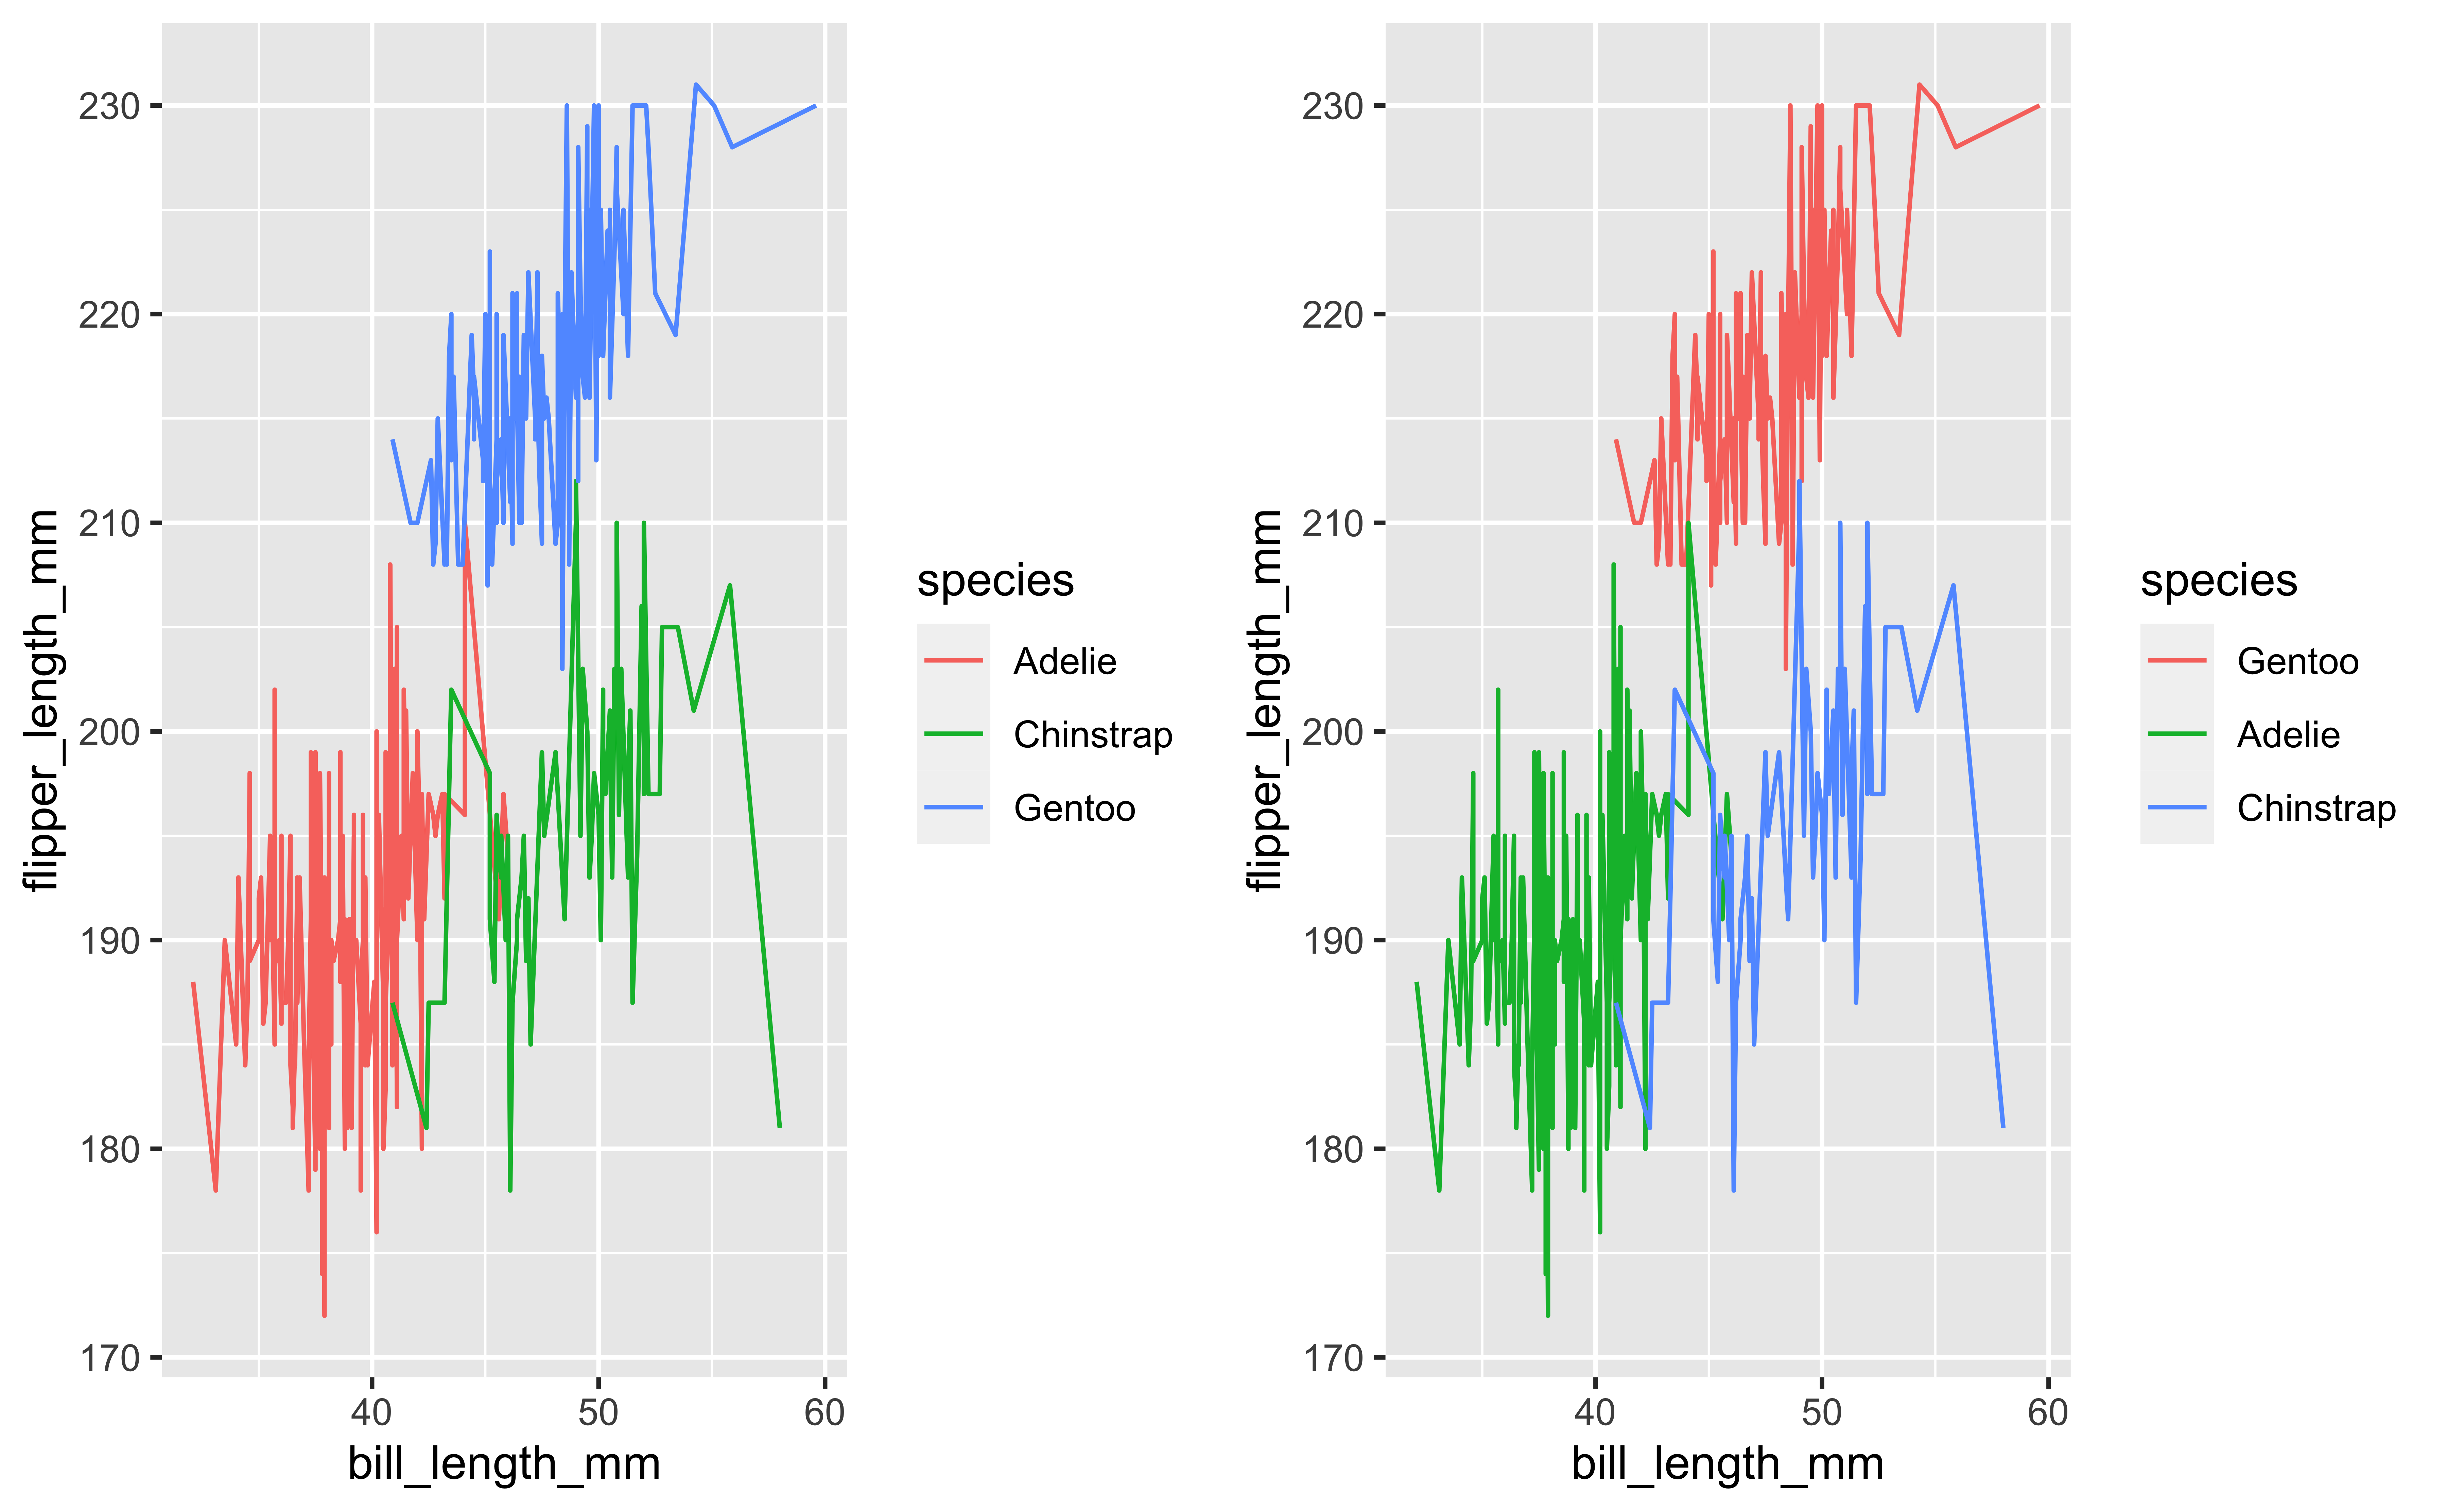 230
220
210
200
190
180
170
flipper_length_mm
40 50 60
bill_length_mm
species
Adelie
Chinstrap
Gentoo
230
220
210
200
190
180
170
flipper_length_mm
40 50 60
bill_length_mm
species
Gentoo
Adelie
Chinstrap